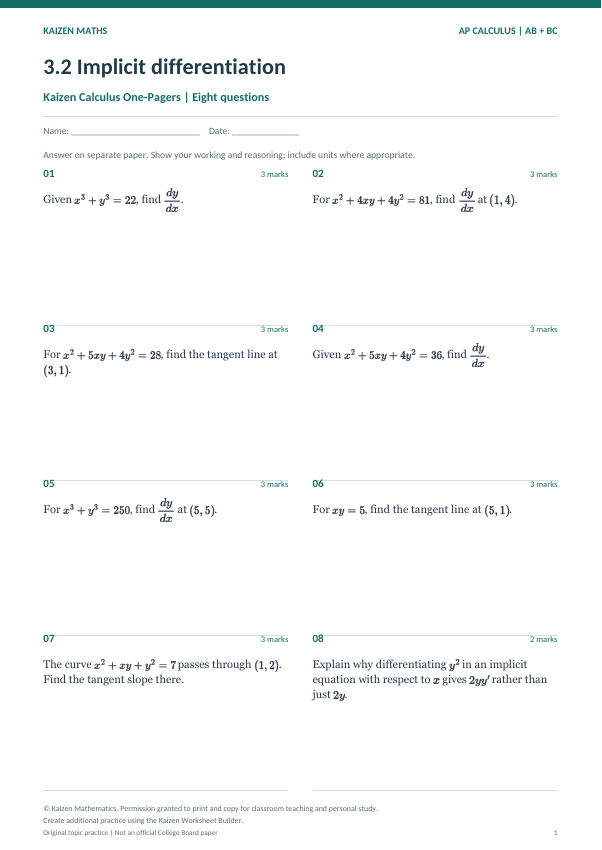 KAIZEN MATHS
AP CALCULUS | AB + BC
3.2 Implicit differentiation
Kaizen Calculus One-Pagers | Eight questions
Name: ____________________________ Date: ______________
Answer on separate paper. Show your working and reasoning; include units where appropriate.
01 3 marks
Given x³ + y³ = 22, find dy/dx.
02 3 marks
For x² + 4xy + 4y² = 81, find dy/dx at (1, 4).
03 3 marks
For x² + 5xy + 4y² = 28, find the tangent line at
(3, 1).
04 3 marks
Given x² + 5xy + 4y² = 36, find dy/dx.
05 3 marks
For x³ + y³ = 250, find dy/dx at (5, 5).
06 3 marks
For xy = 5, find the tangent line at (5, 1).
07 3 marks
The curve x² + xy + y² = 7 passes through (1, 2).
Find the tangent slope there.
08 2 marks
Explain why differentiating y² in an implicit
equation with respect to x gives 2yy′ rather than
just 2y.
© Kaizen Mathematics. Permission granted to print and copy for classroom teaching and personal study.
Create additional practice using the Kaizen Worksheet Builder.
Original topic practice | Not an official College Board paper
1